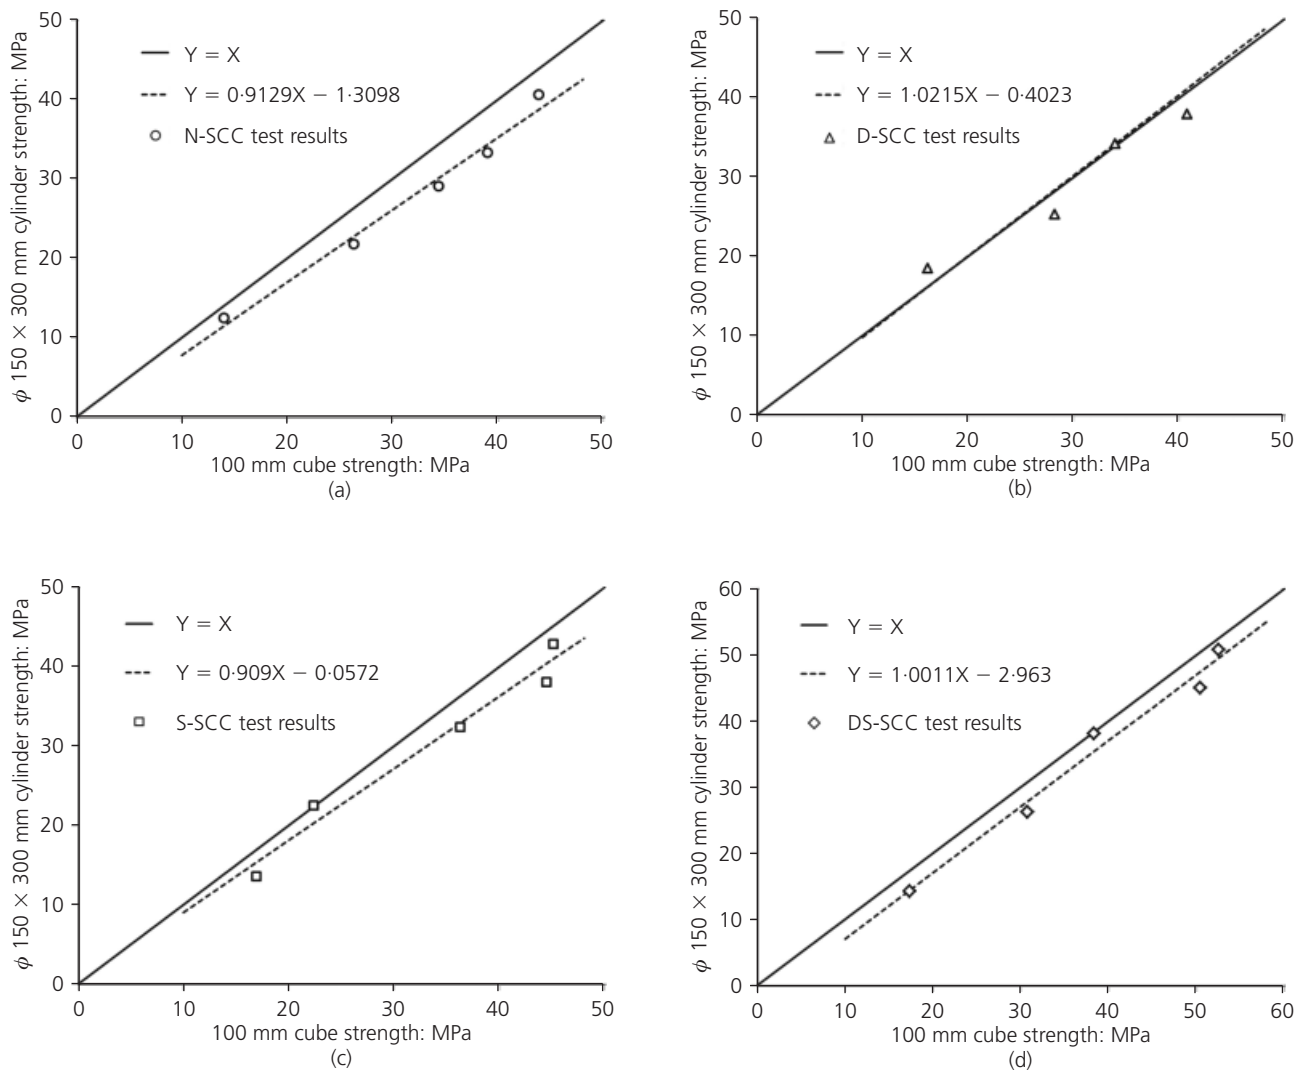 50
40
30
20
10
0
ϕ 150 × 300 mm cylinder strength: MPa
Y = X
Y = 0·9129X − 1·3098
N-SCC test results
0 10 20 30 40 50
100 mm cube strength: MPa
(a)
50
40
30
20
10
0
ϕ 150 × 300 mm cylinder strength: MPa
Y = X
Y = 1·0215X − 0·4023
D-SCC test results
0 10 20 30 40 50
100 mm cube strength: MPa
(b)
50
40
30
20
10
0
ϕ 150 × 300 mm cylinder strength: MPa
Y = X
Y = 0·909X − 0·0572
S-SCC test results
0 10 20 30 40 50
100 mm cube strength: MPa
(c)
60
50
40
30
20
10
0
ϕ 150 × 300 mm cylinder strength: MPa
Y = X
Y = 1·0011X − 2·963
DS-SCC test results
0 10 20 30 40 50 60
100 mm cube strength: MPa
(d)